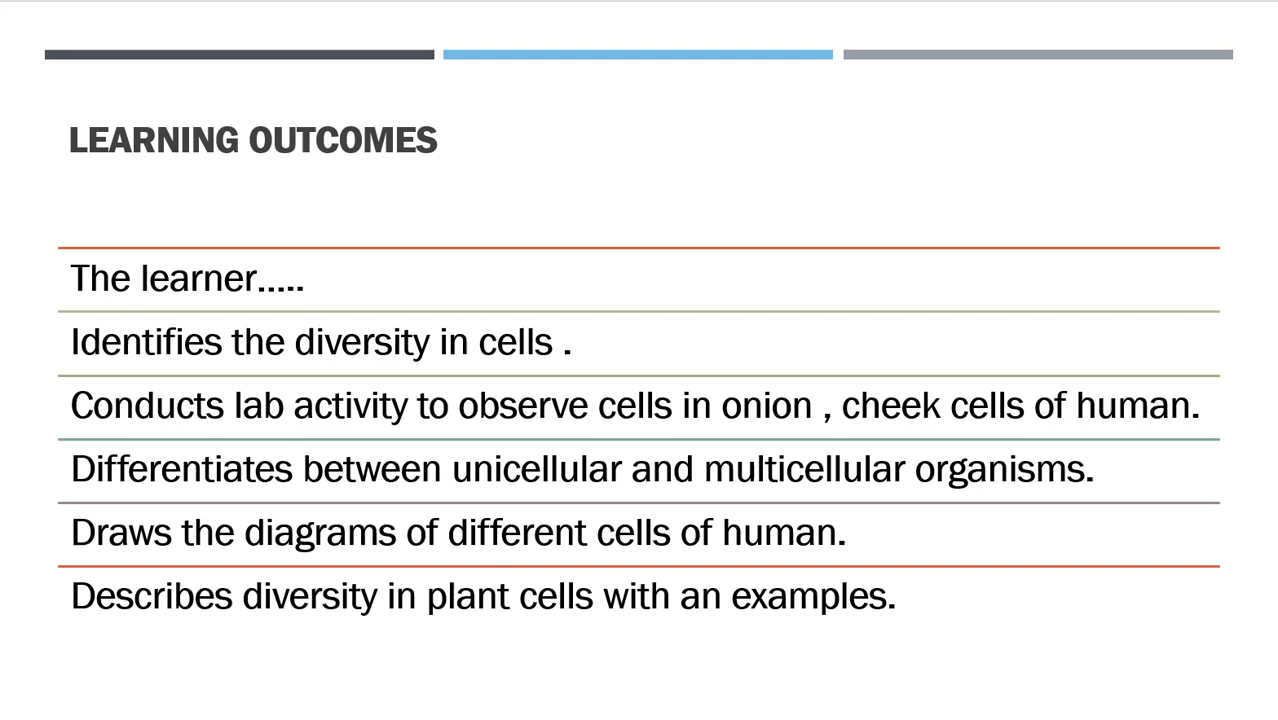 LEARNING OUTCOMES
The learner.....
Identifies the diversity in cells .
Conducts lab activity to observe cells in onion , cheek cells of human.
Differentiates between unicellular and multicellular organisms.
Draws the diagrams of different cells of human.
Describes diversity in plant cells with an examples.